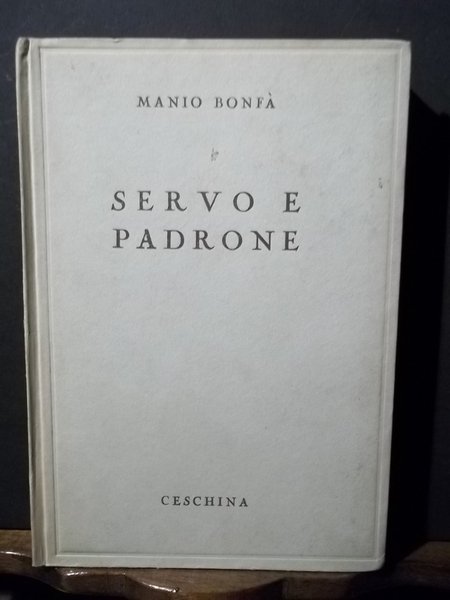 MANIO BONFÀ
SERVO E
PADRONE
CESCHINA